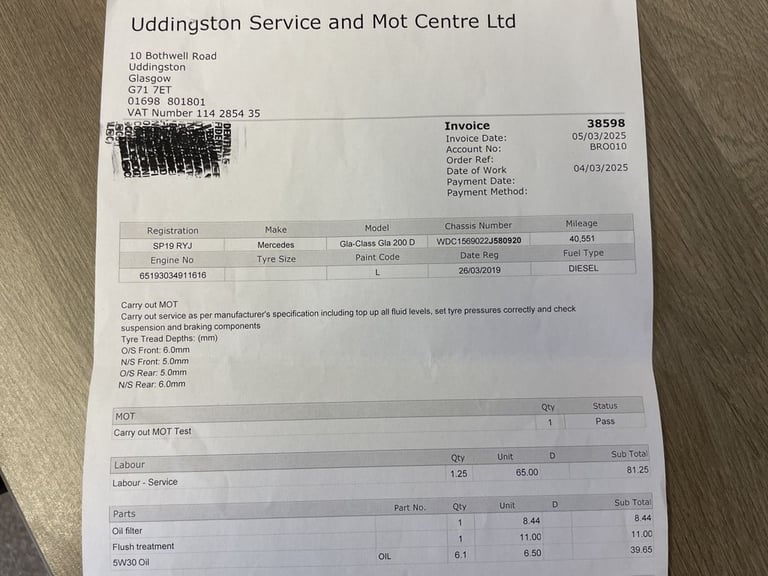 Uddingston Service and Mot Centre Ltd
10 Bothwell Road
Uddingston
Glasgow
G71 7ET
01698 801801
VAT Number 114 2854 35
Invoice 38598
Invoice Date: 05/03/2025
Account No: BRO010
Order Ref:
Date of Work 04/03/2025
Payment Date:
Payment Method:
Registration Make Model Chassis Number Mileage
SP19 RYJ Mercedes Gla-Class Gla 200 D WDC1569022J580920 40,551
Engine No Tyre Size Paint Code Date Reg Fuel Type
65193034911616 L 26/03/2019 DIESEL
Carry out MOT
Carry out service as per manufacturer's specification including top up all fluid levels, set tyre pressures correctly and check
suspension and braking components
Tyre Tread Depths: (mm)
O/S Front: 6.0mm
N/S Front: 5.0mm
O/S Rear: 5.0mm
N/S Rear: 6.0mm
MOT Qty Status
Carry out MOT Test 1 Pass
Labour Qty Unit D Sub Total
Labour - Service 1.25 65.00 81.25
Parts Part No. Qty Unit D Sub Total
Oil filter 1 8.44 8.44
Flush treatment 1 11.00 11.00
5W30 Oil OIL 6.1 6.50 39.65